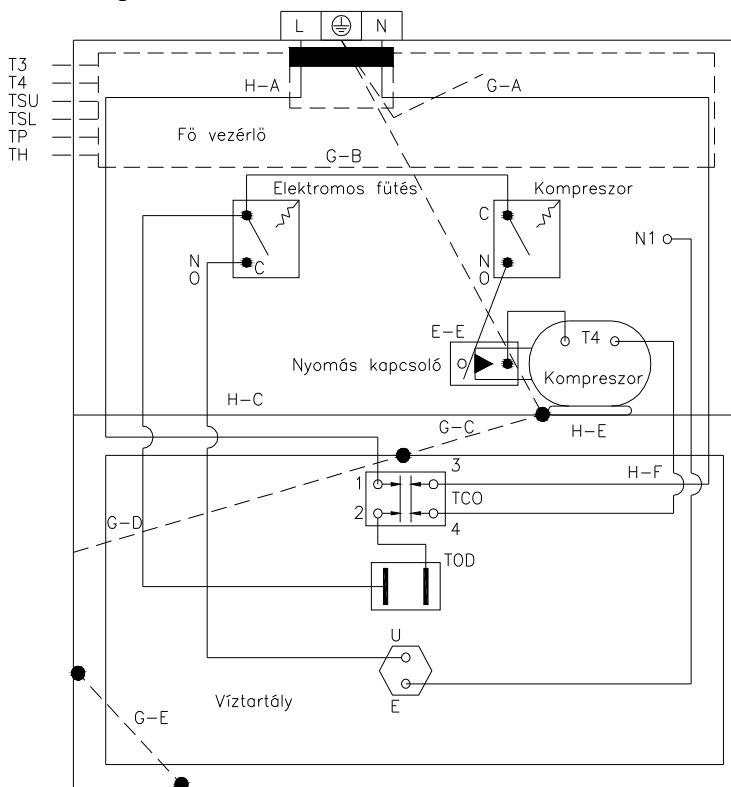 L N
T3
T4
TSU
TSL
TP
TH
H-A
G-A
Fö vezérlö
G-B
Elektromos fütés
Kompreszor
C
N1
N
O
C
N
O
E-E
T4
Nyomás kapcsoló
Kompreszor
H-C
G-C
H-E
3
H-F
1
TCO
2
4
G-D
TOD
U
E
Víztartály
G-E